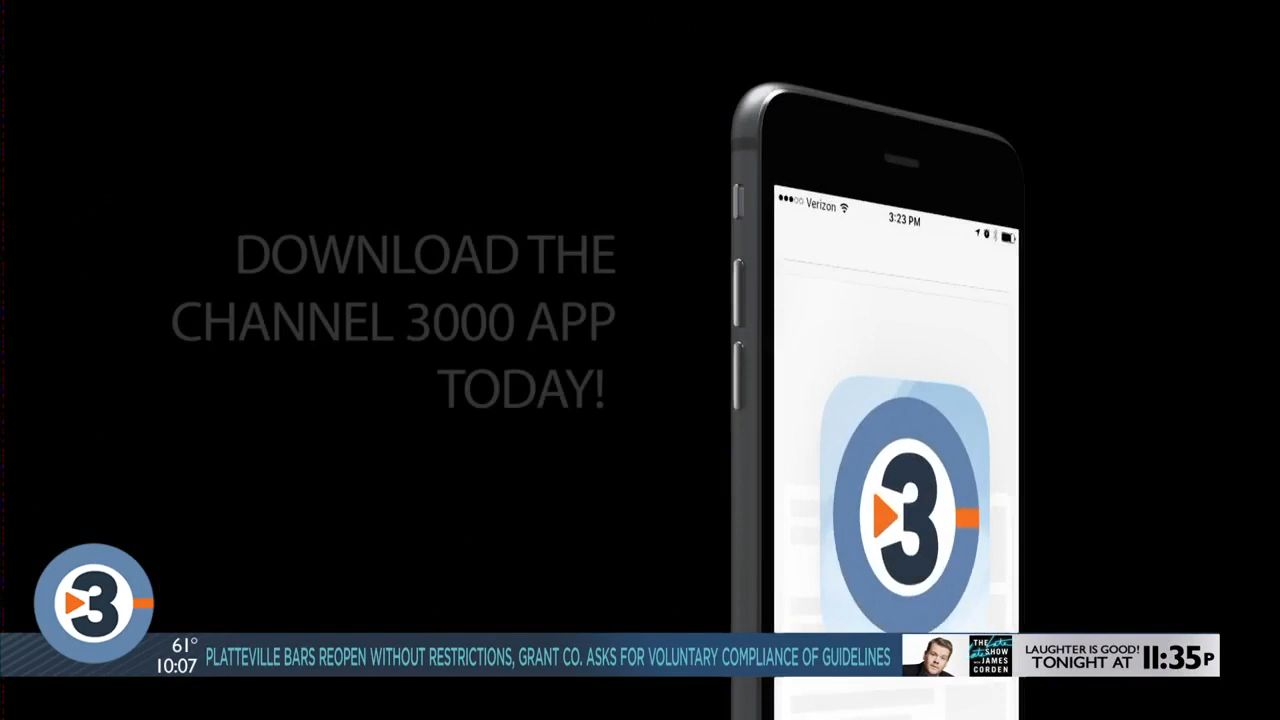 DOWNLOAD THE
CHANNEL 3000 APP
TODAY!
Verizon
3:23 PM
3
3
61°
10:07
PLATTEVILLE BARS REOPEN WITHOUT RESTRICTIONS, GRANT CO. ASKS FOR VOLUNTARY COMPLIANCE OF GUIDELINES
THE
Late Late
SHOW
WITH JAMES
CORDEN
LAUGHTER IS GOOD!
TONIGHT AT
11:35P